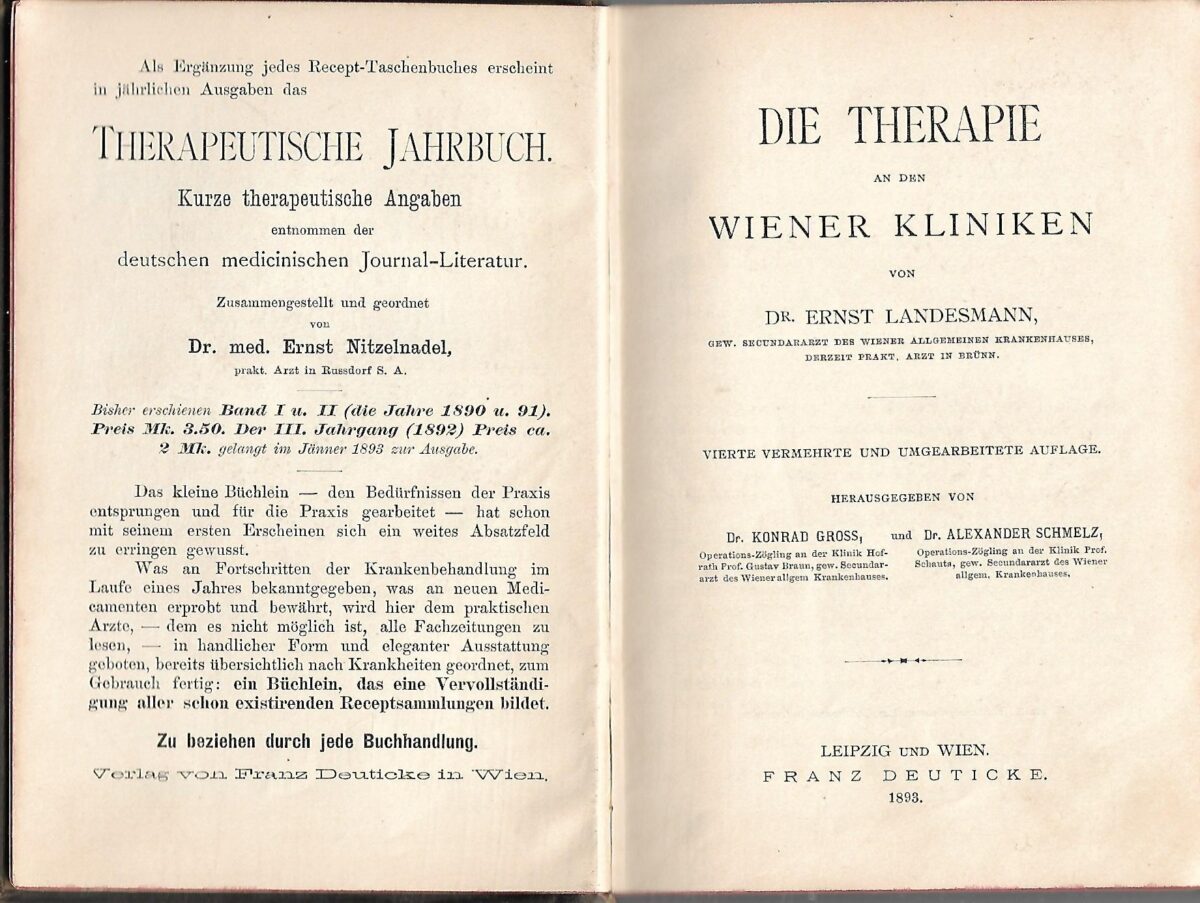 Als Ergänzung jedes Recept-Taschenbuches erscheint
in jährlichen Ausgaben das
THERAPEUTISCHE JAHRBUCH.
Kurze therapeutische Angaben
entnommen der
deutschen medicinischen Journal-Literatur.
Zusammengestellt und geordnet
von
Dr. med. Ernst Nitzelnadel,
prakt. Arzt in Russdorf S. A.
Bisher erschienen Band I u. II (die Jahre 1890 u. 91).
Preis Mk. 3.50. Der III. Jahrgang (1892) Preis ca.
2 Mk. gelangt im Jänner 1893 zur Ausgabe.
Das kleine Büchlein — den Bedürfnissen der Praxis
entsprungen und für die Praxis gearbeitet — hat schon
mit seinem ersten Erscheinen sich ein weites Absatzfeld
zu erringen gewusst.
Was an Fortschritten der Krankenbehandlung im
Laufe eines Jahres bekanntgegeben, was an neuen Medi-
camenten erprobt und bewährt, wird hier dem praktischen
Arzte, — dem es nicht möglich ist, alle Fachzeitungen zu
lesen, — in handlicher Form und eleganter Ausstattung
geboten, bereits übersichtlich nach Krankheiten geordnet, zum
Gebrauch fertig: ein Büchlein, das eine Vervollständi-
gung aller schon existirenden Receptsammlungen bildet.
Zu beziehen durch jede Buchhandlung.
Verlag von Franz Deuticke in Wien.
DIE THERAPIE
AN DEN
WIENER KLINIKEN
VON
DR. ERNST LANDESMANN,
GEW. SECUNDARARZT DES WIENER ALLGEMEINEN KRANKENHAUSES,
DERZEIT PRAKT. ARZT IN BRÜNN.
VIERTE VERMEHRTE UND UMGEARBEITETE AUFLAGE.
HERAUSGEGEBEN VON
Dr. KONRAD GROSS, und Dr. ALEXANDER SCHMELZ,
Operations-Zögling an der Klinik Hof-
rath Prof. Gustav Braun, gew. Secundar-
arzt des Wiener allgem Krankenhauses.
Operations-Zögling an der Klinik Prof.
Schauta, gew. Secundararzt des Wiener
allgem. Krankenhauses.
LEIPZIG UND WIEN.
FRANZ DEUTICKE.
1893.